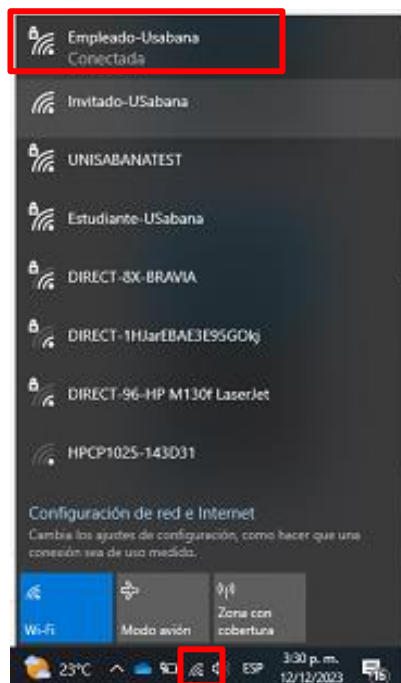 Empleado-Usabana
Conectada
Invitado-USabana
UNISABANATEST
Estudiante-USabana
DIRECT-8X-BRAVIA
DIRECT-1HJarEBAE3E95GOkj
DIRECT-96-HP M130f LaserJet
HPCP1025-143D31
Configuración de red e Internet
Cambia los ajustes de configuración, como hacer que una
conexión sea de uso medido.
Wi-Fi
Modo avión
Zona con
cobertura
23°C
ESP
3:30 p. m.
12/12/2023
16